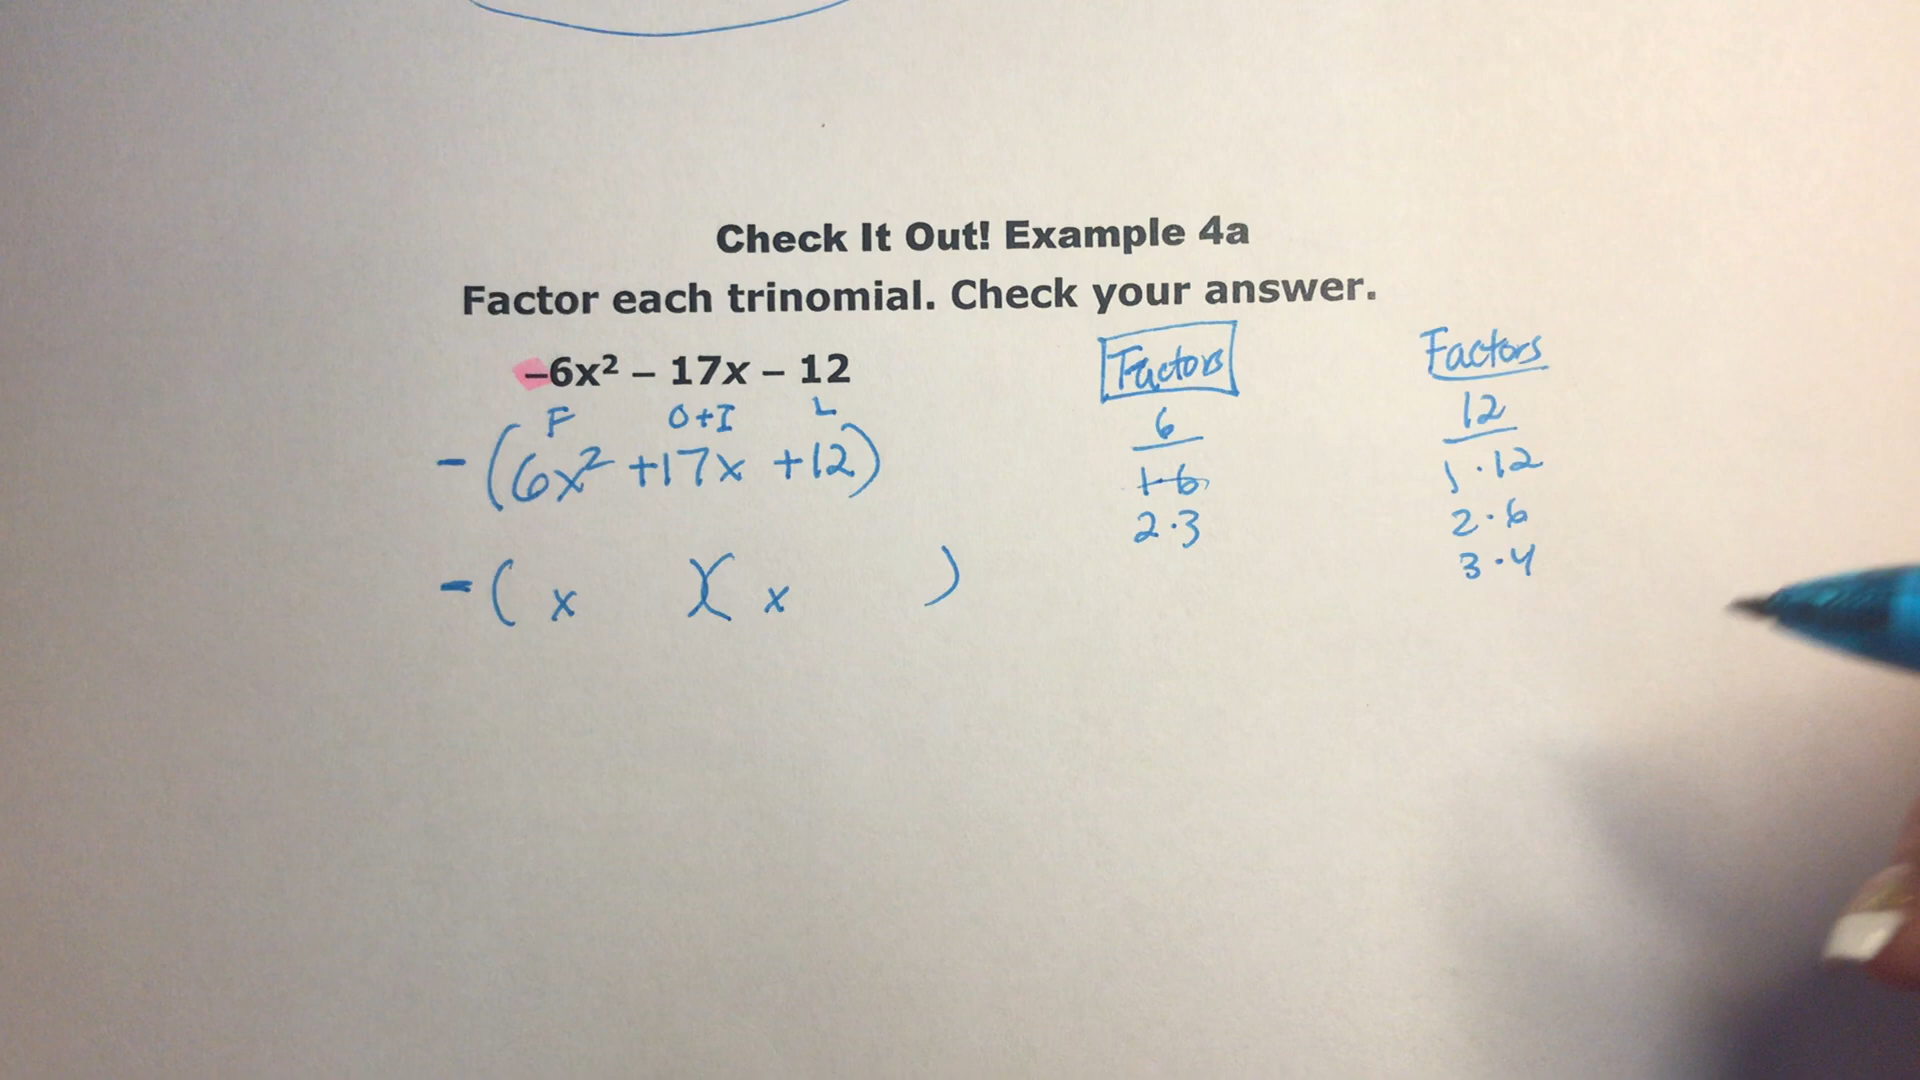 Check It Out! Example 4a
Factor each trinomial. Check your answer.
–6x² – 17x – 12
F O+I L
-(6x² +17x +12)
-( x )( x )
Factors
6
1·6
2·3
Factors
12
1·12
2·6
3·4